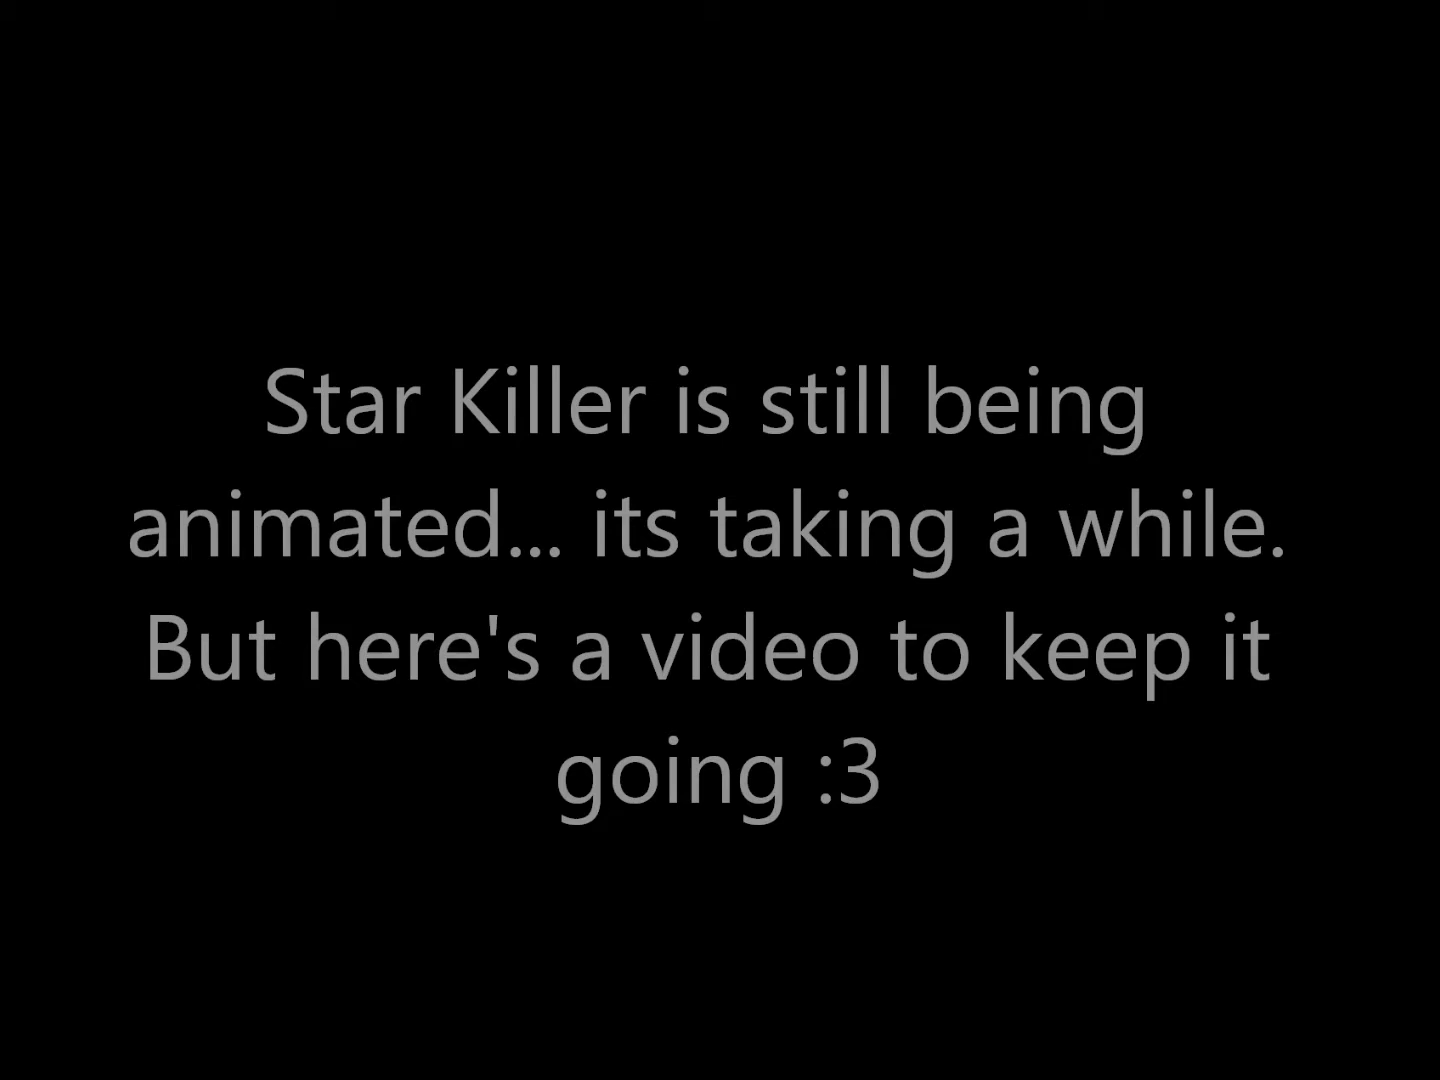 Star Killer is still being
animated... its taking a while.
But here's a video to keep it
going :3